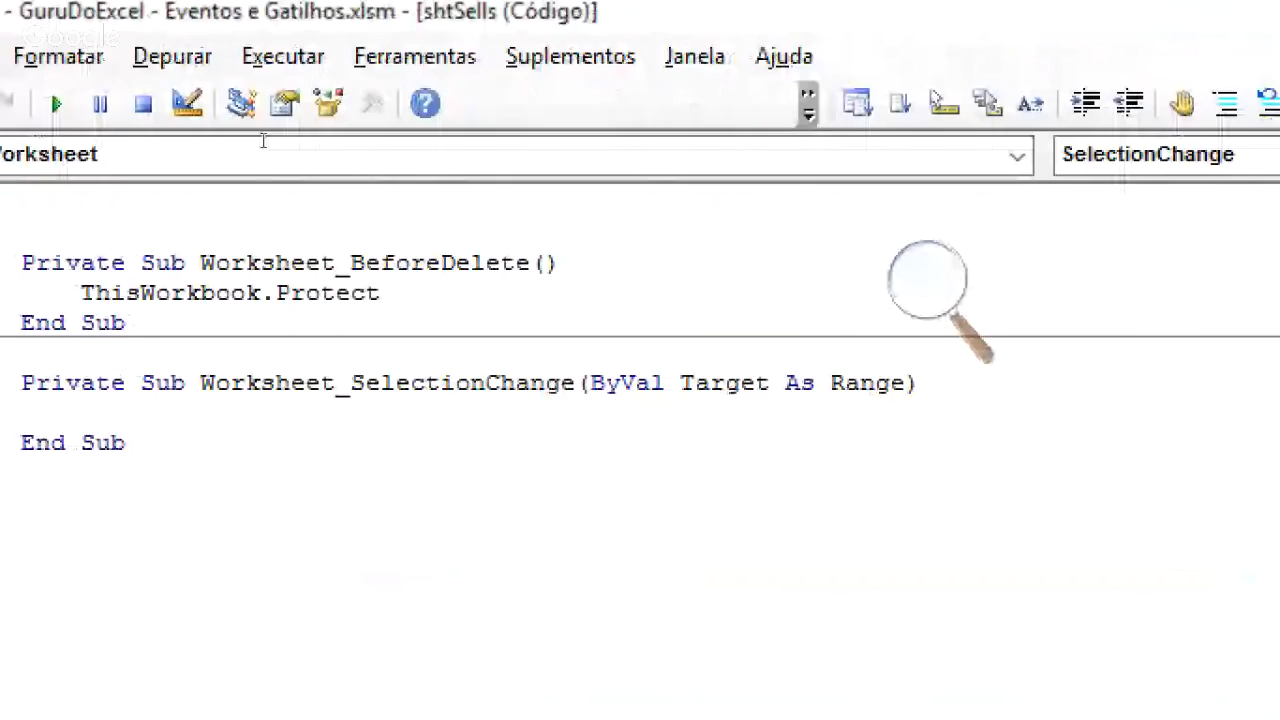 - GuruDoExcel - Eventos e Gatilhos.xlsm - [shtSells (Código)]
Google
Formatar Depurar Executar Ferramentas Suplementos Janela Ajuda
orksheet SelectionChange
Private Sub Worksheet_BeforeDelete()
ThisWorkbook.Protect
End Sub
Private Sub Worksheet_SelectionChange(ByVal Target As Range)
End Sub